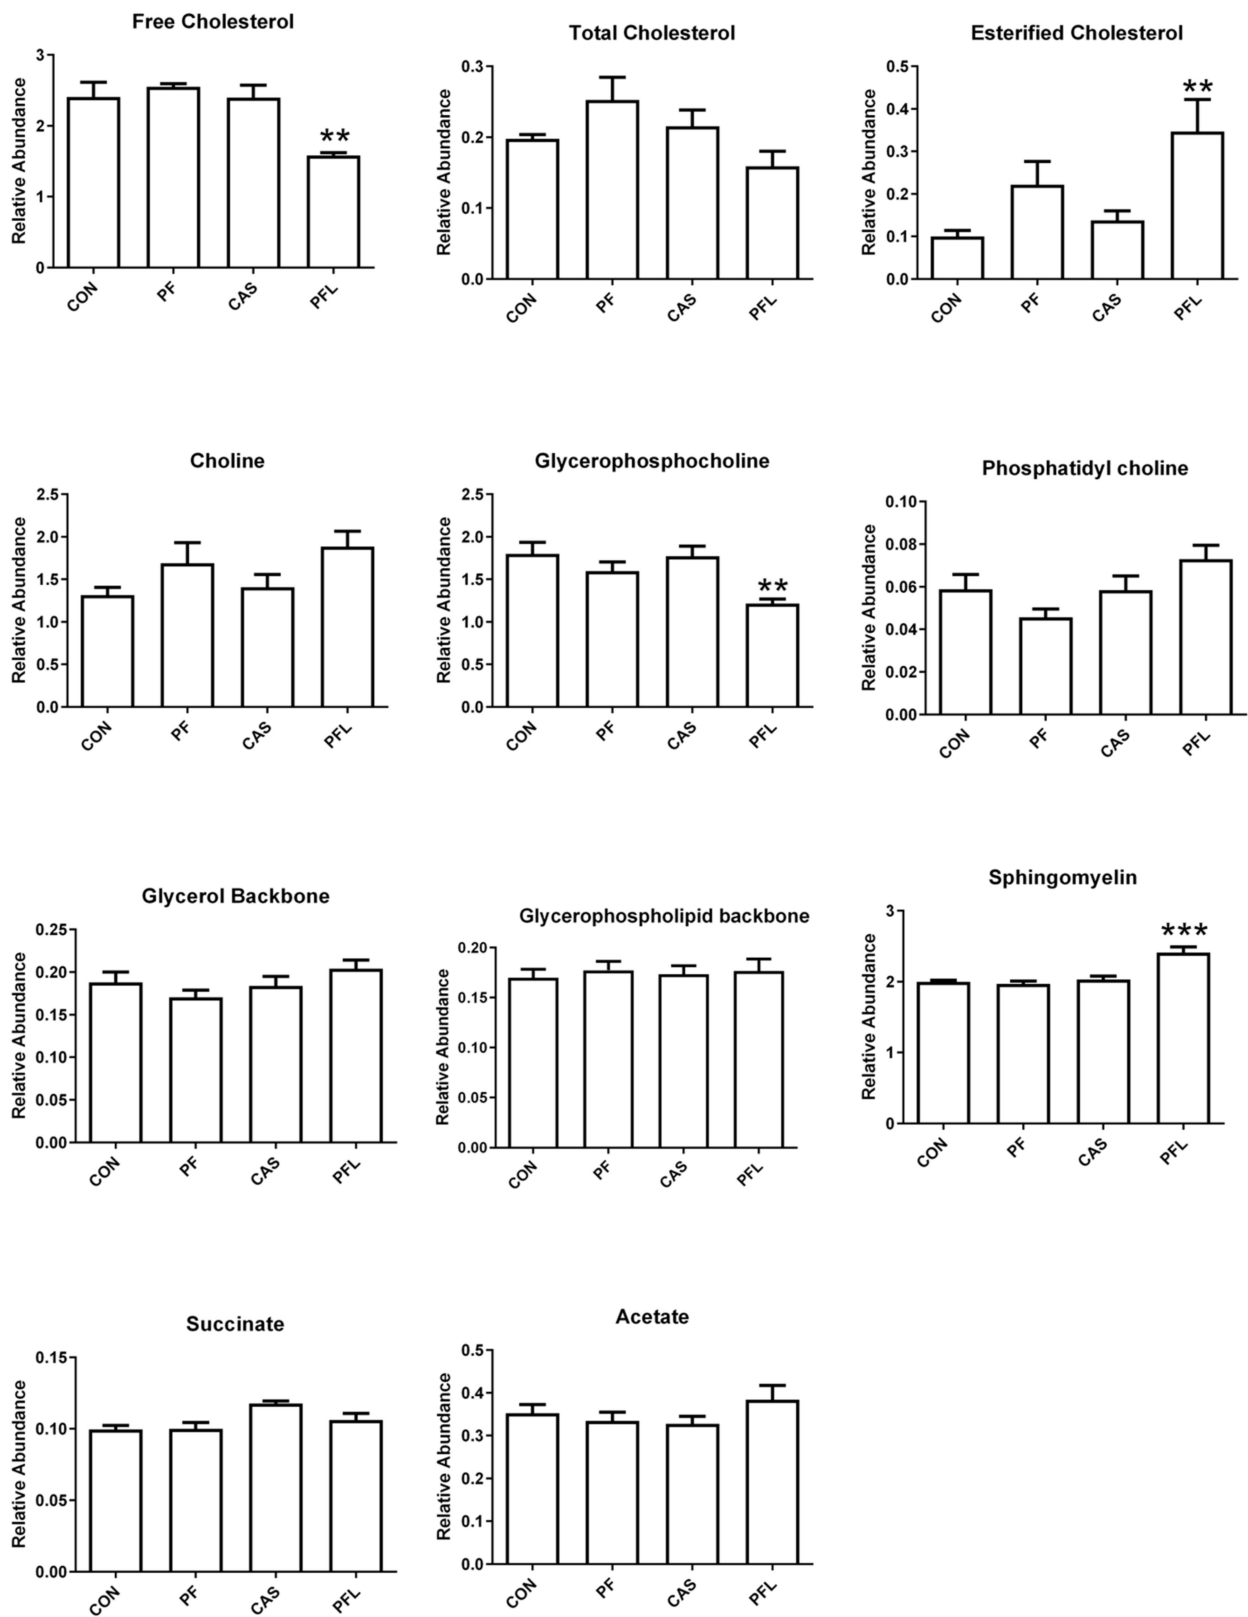 Free Cholesterol
Relative Abundance
3
2
1
0
**
CON
PF
CAS
PFL
Total Cholesterol
Relative Abundance
0.3
0.2
0.1
0.0
CON
PF
CAS
PFL
Esterified Cholesterol
Relative Abundance
0.5
0.4
0.3
0.2
0.1
0.0
**
CON
PF
CAS
PFL
Choline
Relative Abundance
2.5
2.0
1.5
1.0
0.5
0.0
CON
PF
CAS
PFL
Glycerophosphocholine
Relative Abundance
2.5
2.0
1.5
1.0
0.5
0.0
**
CON
PF
CAS
PFL
Phosphatidyl choline
Relative Abundance
0.10
0.08
0.06
0.04
0.02
0.00
CON
PF
CAS
PFL
Glycerol Backbone
Relative Abundance
0.25
0.20
0.15
0.10
0.05
0.00
CON
PF
CAS
PFL
Glycerophospholipid backbone
Relative Abundance
0.20
0.15
0.10
0.05
0.00
CON
PF
CAS
PFL
Sphingomyelin
Relative Abundance
3
2
1
0
***
CON
PF
CAS
PFL
Succinate
Relative Abundance
0.15
0.10
0.05
0.00
CON
PF
CAS
PFL
Acetate
Relative Abundance
0.5
0.4
0.3
0.2
0.1
0.0
CON
PF
CAS
PFL